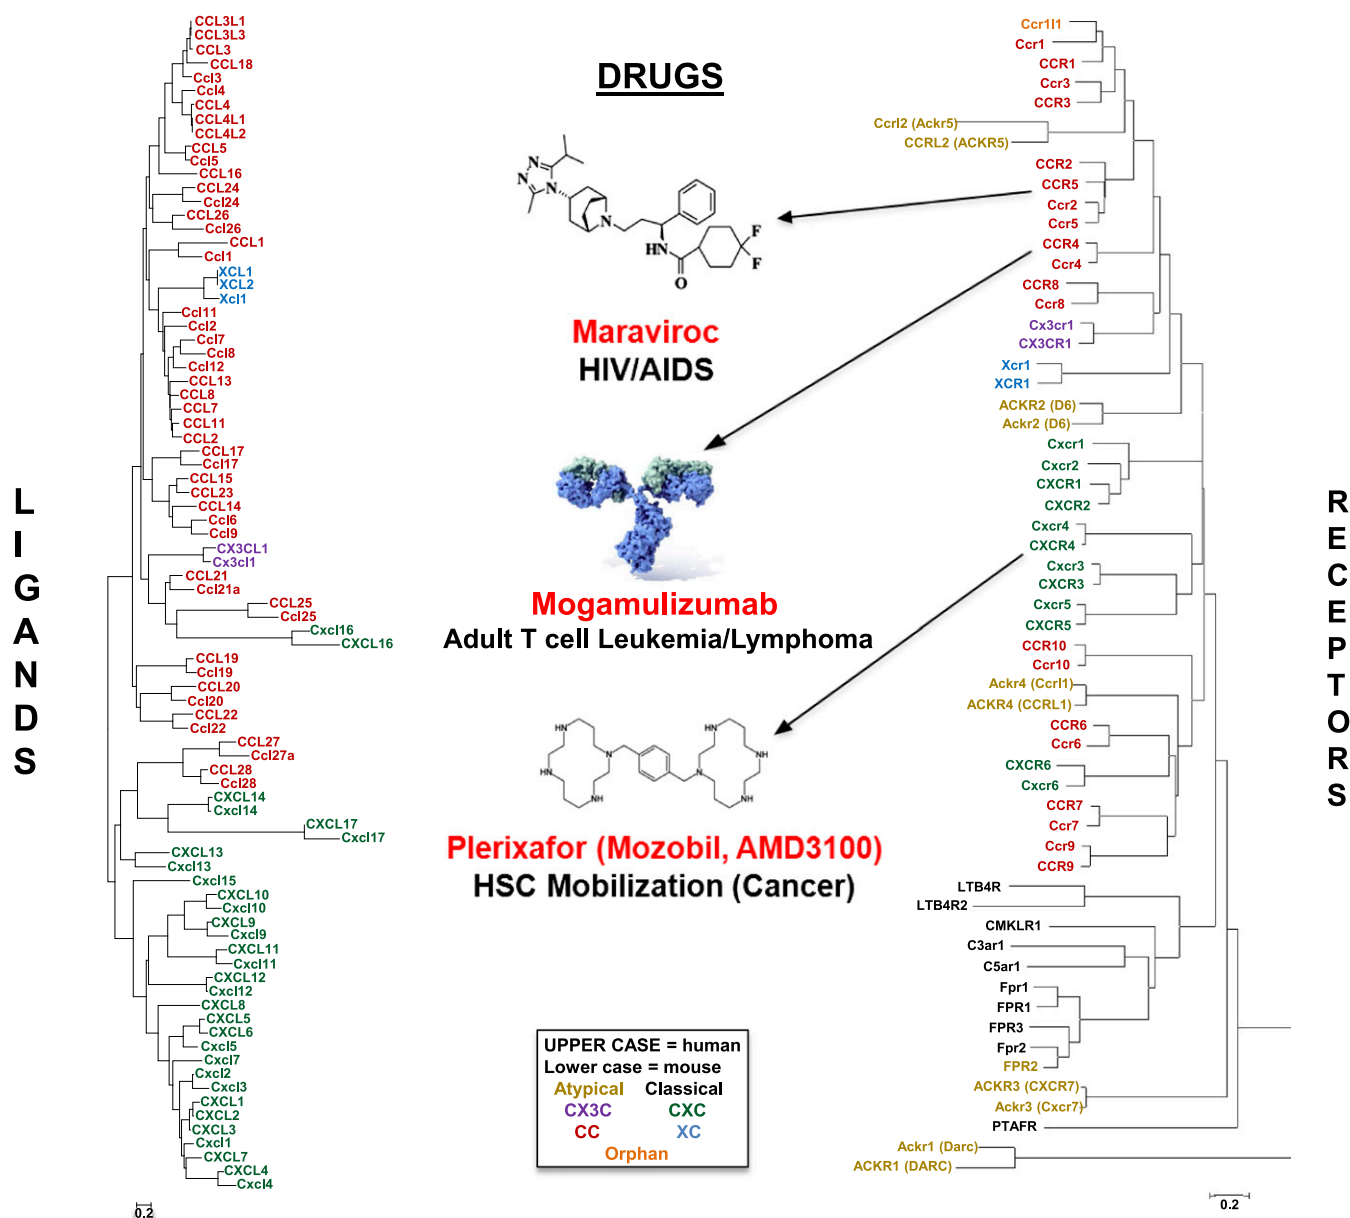 LIGANDS
CCL3L1
CCL3L3
CCL3
CCL18
Ccl3
Ccl4
CCL4
CCL4L1
CCL4L2
CCL5
Ccl5
CCL16
CCL24
Ccl24
CCL26
Ccl26
CCL1
Ccl1
XCL1
XCL2
Xcl1
Ccl11
Ccl2
Ccl7
Ccl8
Ccl12
CCL13
CCL8
CCL7
CCL11
CCL2
CCL17
Ccl17
CCL15
CCL23
CCL14
Ccl6
Ccl9
CX3CL1
Cx3cl1
CCL21
Ccl21a
CCL25
Ccl25
Cxcl16
CXCL16
CCL19
Ccl19
CCL20
Ccl20
CCL22
Ccl22
CCL27
Ccl27a
CCL28
Ccl28
CXCL14
Cxcl14
CXCL17
Cxcl17
CXCL13
Cxcl13
Cxcl15
CXCL10
Cxcl10
CXCL9
Cxcl9
CXCL11
Cxcl11
CXCL12
Cxcl12
CXCL8
CXCL5
CXCL6
Cxcl5
Cxcl7
Cxcl2
Cxcl3
CXCL1
CXCL2
CXCL3
Cxcl1
CXCL7
CXCL4
Cxcl4
0.2
DRUGS
N
N
N
N
HN
O
F
F
Maraviroc
HIV/AIDS
Mogamulizumab
Adult T cell Leukemia/Lymphoma
NH
HN
N
NH
NH
NH
N
NH
Plerixafor (Mozobil, AMD3100)
HSC Mobilization (Cancer)
UPPER CASE = human
Lower case = mouse
Atypical Classical
CX3C CXC
CC XC
Orphan
Ccr1l1
Ccr1
CCR1
Ccr3
CCR3
Ccrl2 (Ackr5)
CCRL2 (ACKR5)
CCR2
CCR5
Ccr2
Ccr5
CCR4
Ccr4
CCR8
Ccr8
Cx3cr1
CX3CR1
Xcr1
XCR1
ACKR2 (D6)
Ackr2 (D6)
Cxcr1
Cxcr2
CXCR1
CXCR2
Cxcr4
CXCR4
Cxcr3
CXCR3
Cxcr5
CXCR5
CCR10
Ccr10
Ackr4 (Ccrl1)
ACKR4 (CCRL1)
CCR6
Ccr6
CXCR6
Cxcr6
CCR7
Ccr7
Ccr9
CCR9
LTB4R
LTB4R2
CMKLR1
C3ar1
C5ar1
Fpr1
FPR1
FPR3
Fpr2
FPR2
ACKR3 (CXCR7)
Ackr3 (Cxcr7)
PTAFR
Ackr1 (Darc)
ACKR1 (DARC)
0.2
RECEPTORS